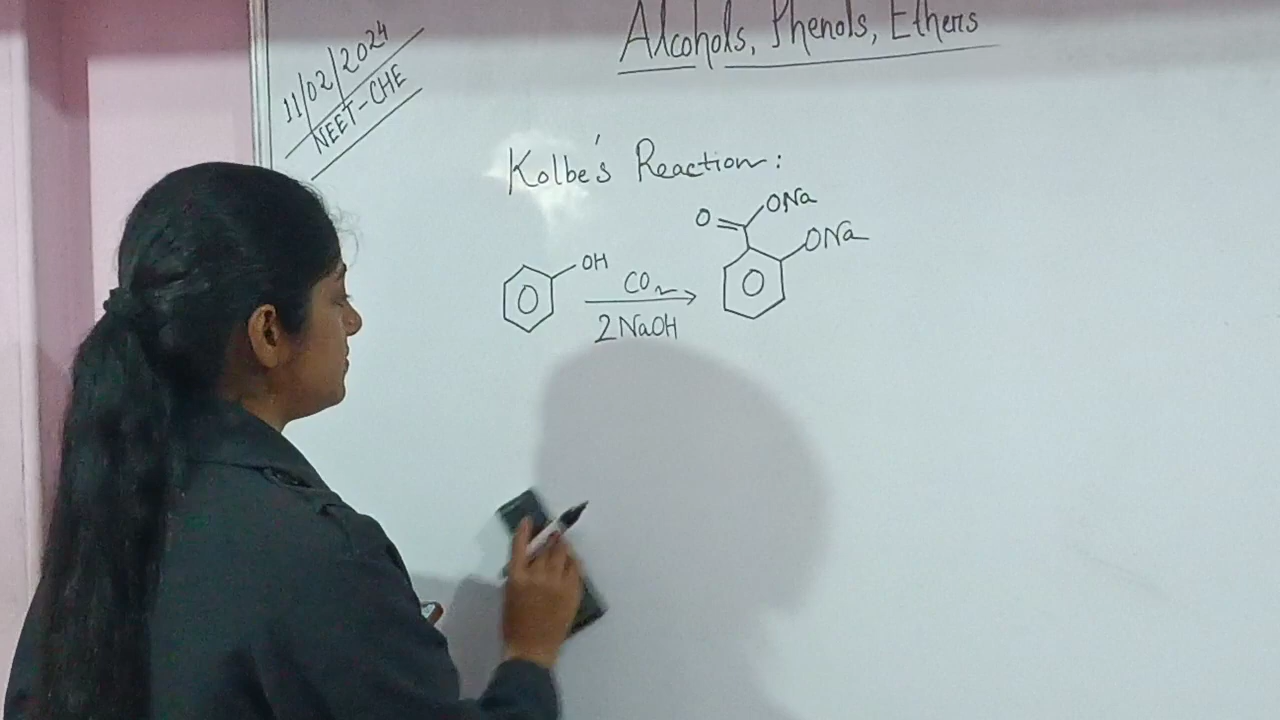 Alcohols, Phenols, Ethers
11/02/2024
NEET-CHE
Kolbe's Reaction:
O ONa
ONa
OH CO₂
2NaOH